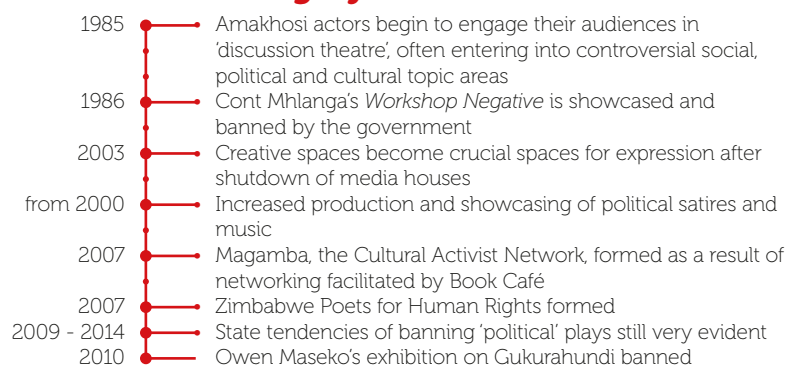 1985 Amakhosi actors begin to engage their audiences in
'discussion theatre', often entering into controversial social,
political and cultural topic areas
1986 Cont Mhlanga's Workshop Negative is showcased and
banned by the government
2003 Creative spaces become crucial spaces for expression after
shutdown of media houses
from 2000 Increased production and showcasing of political satires and
music
2007 Magamba, the Cultural Activist Network, formed as a result of
networking facilitated by Book Café
2007 Zimbabwe Poets for Human Rights formed
2009 - 2014 State tendencies of banning 'political' plays still very evident
2010 Owen Maseko's exhibition on Gukurahundi banned